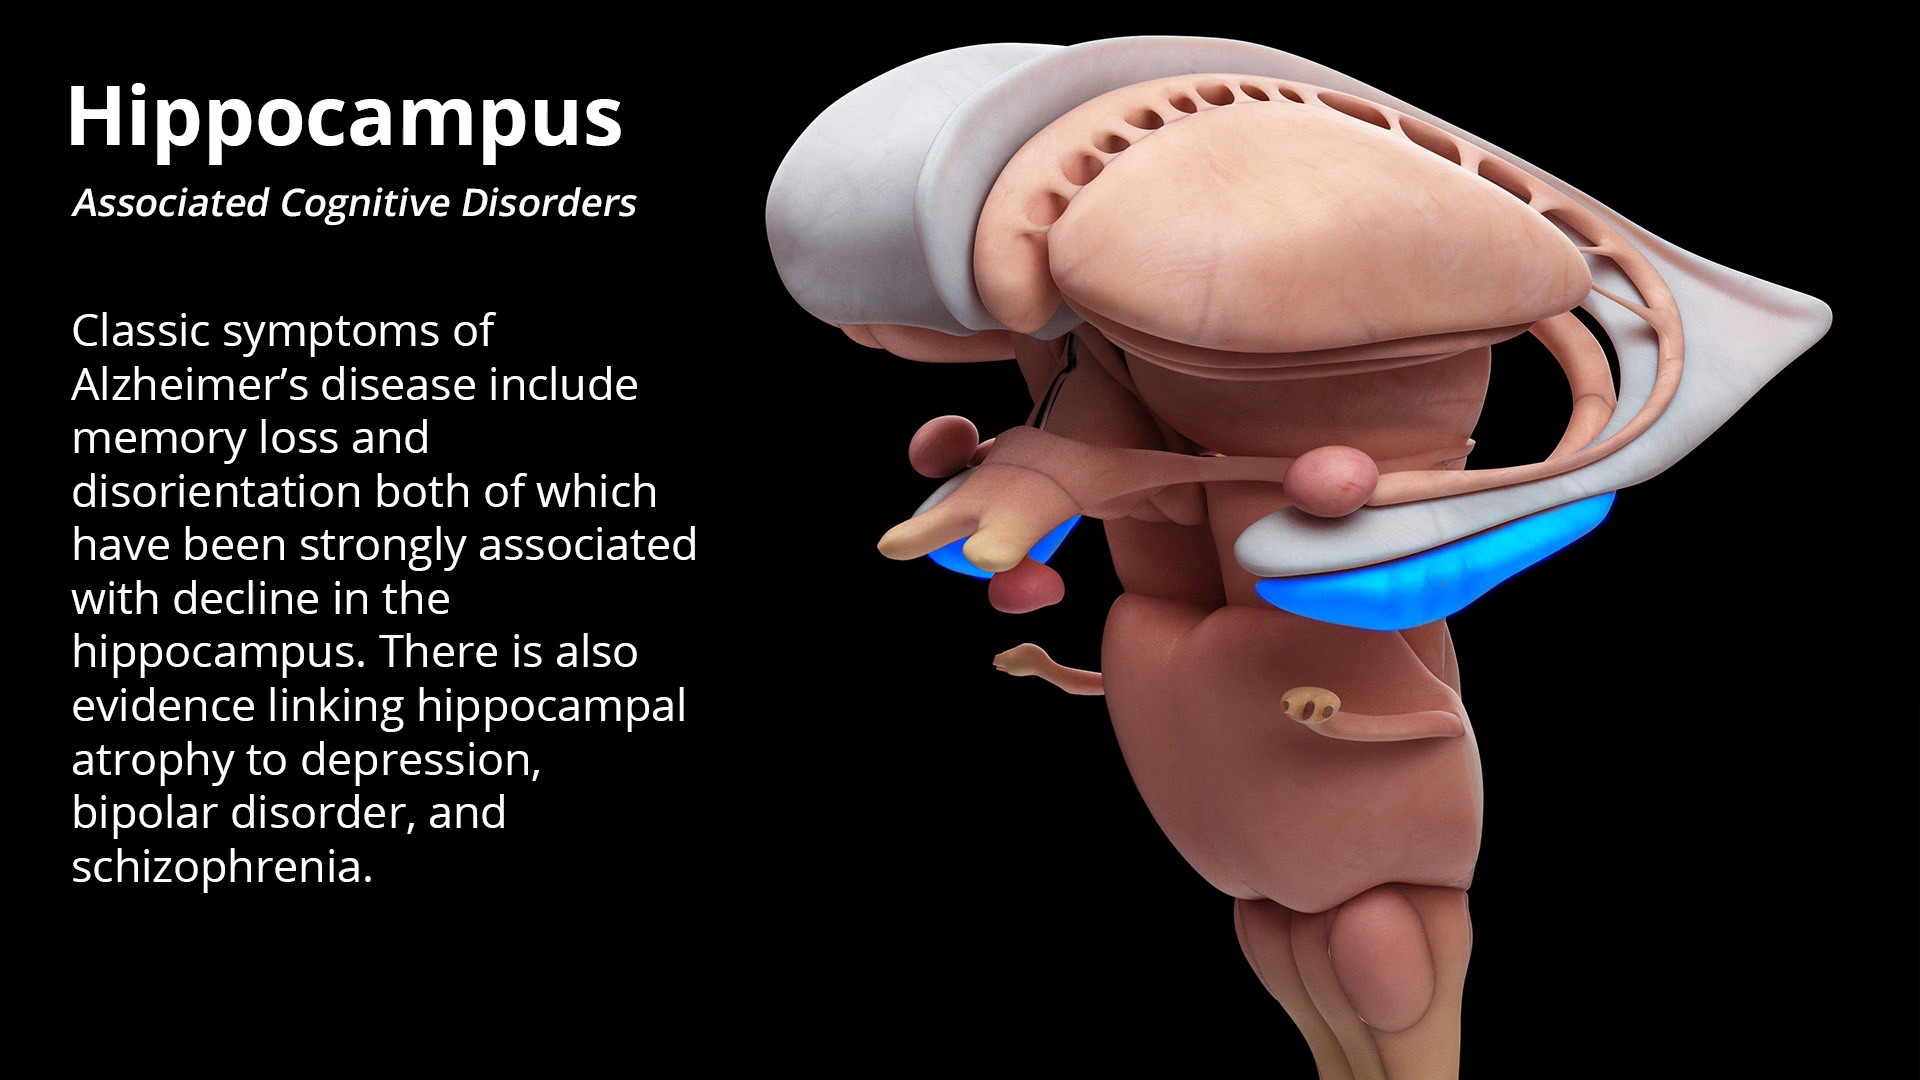 Hippocampus
Associated Cognitive Disorders
Classic symptoms of
Alzheimer’s disease include
memory loss and
disorientation both of which
have been strongly associated
with decline in the
hippocampus. There is also
evidence linking hippocampal
atrophy to depression,
bipolar disorder, and
schizophrenia.